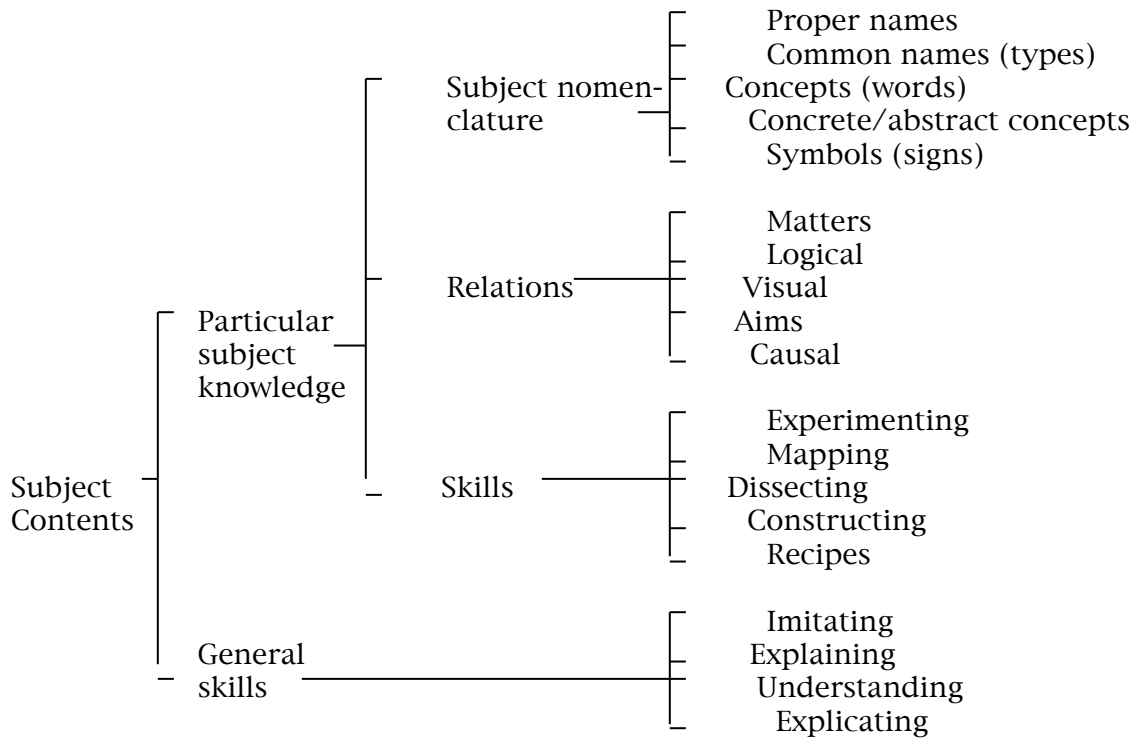 Proper names
Common names (types)
Subject nomen-
clature
Concepts (words)
Concrete/abstract concepts
Symbols (signs)
Matters
Logical
Relations
Visual
Particular
subject
knowledge
Aims
Causal
Experimenting
Mapping
Subject
Contents
Skills
Dissecting
Constructing
Recipes
Imitating
General
skills
Explaining
Understanding
Explicating